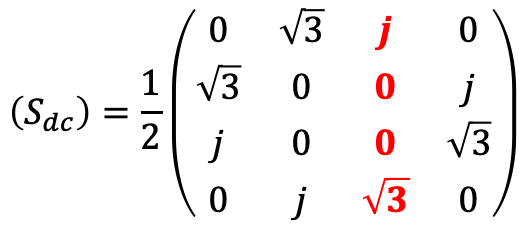 0 √3 j 0
(S_dc) = 1/2 √3 0 0 j
j 0 0 √3
0 j √3 0